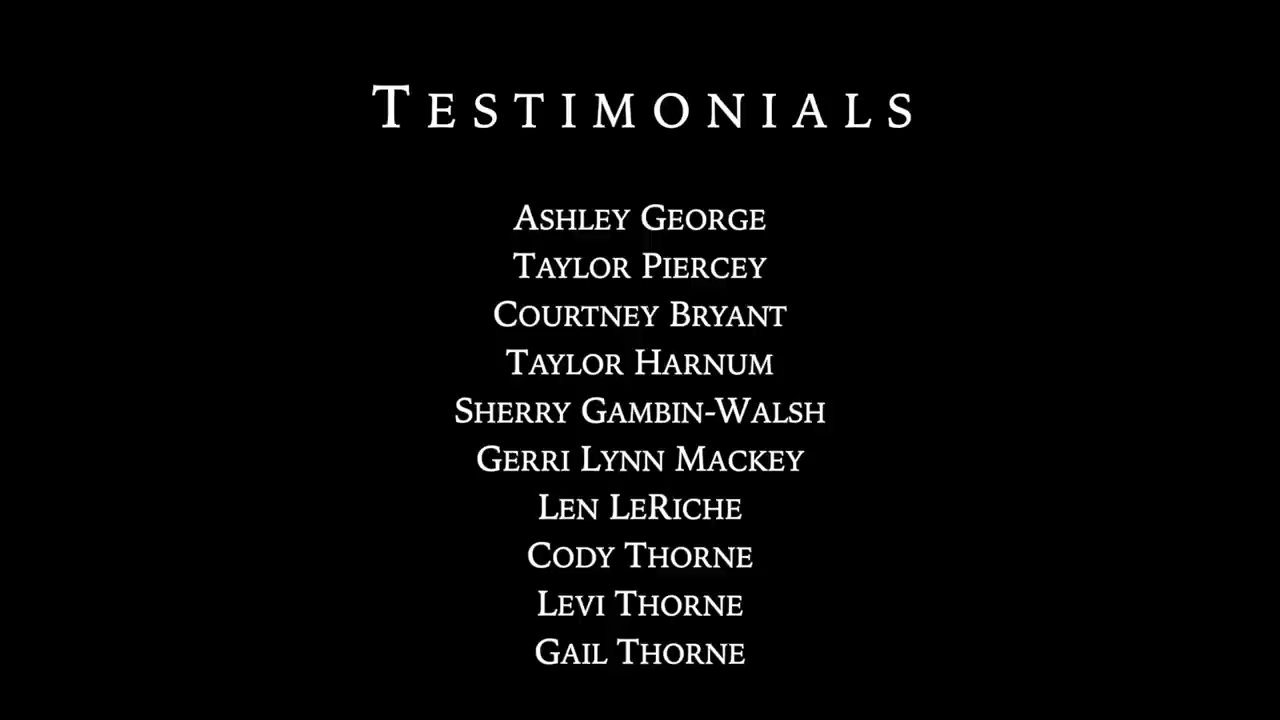 TESTIMONIALS
ASHLEY GEORGE
TAYLOR PIERCEY
COURTNEY BRYANT
TAYLOR HARNUM
SHERRY GAMBIN-WALSH
GERRI LYNN MACKEY
LEN LERICHE
CODY THORNE
LEVI THORNE
GAIL THORNE